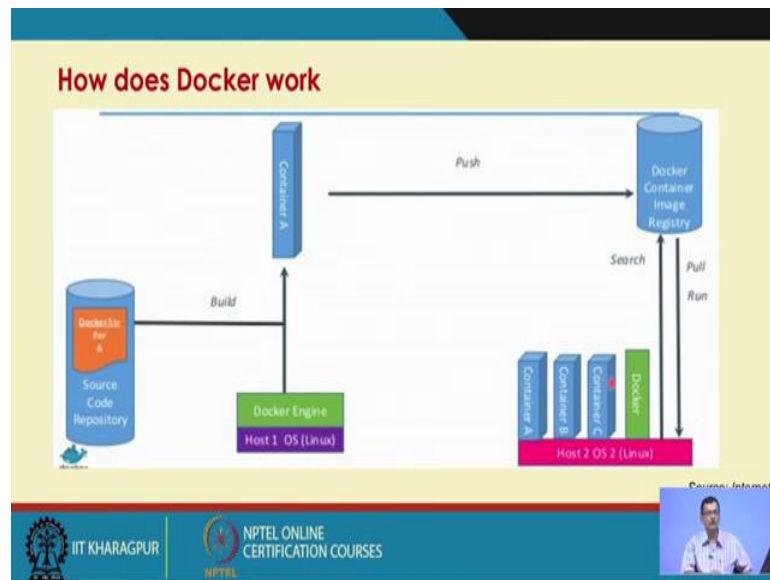 How does Docker work
Container A
Push
Docker
Container
Image
Registry
Search
Pull
Run
Build
Dockerfile
For
A
Source
Code
Repository
Docker Engine
Host 1 OS (Linux)
Container A
Container B
Container C
Docker
Host 2 OS 2 (Linux)
IIT KHARAGPUR
NPTEL
NPTEL ONLINE
CERTIFICATION COURSES